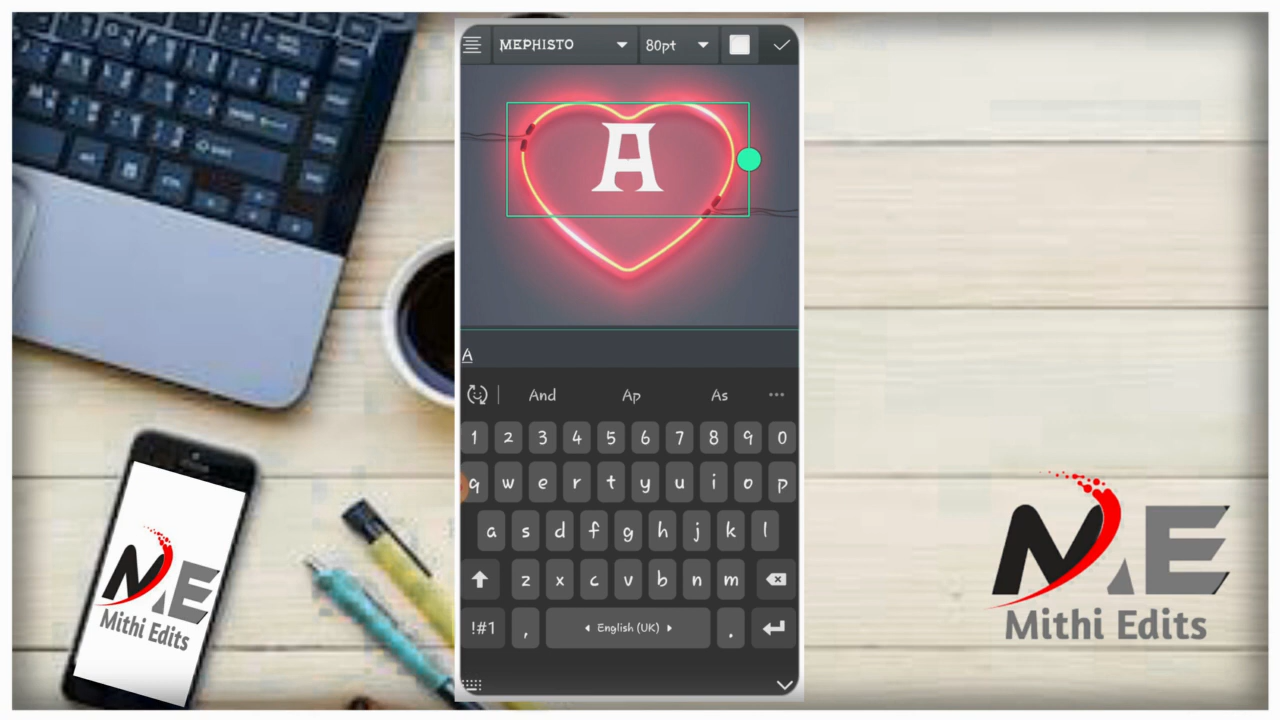 MEPHISTO 80pt
A
A
And Ap As ...
1 2 3 4 5 6 7 8 9 0
q w e r t y u i o p
a s d f g h j k l
z x c v b n m
!#1 , English (UK) .
ME
Mithi Edits
ME
Mithi Edits